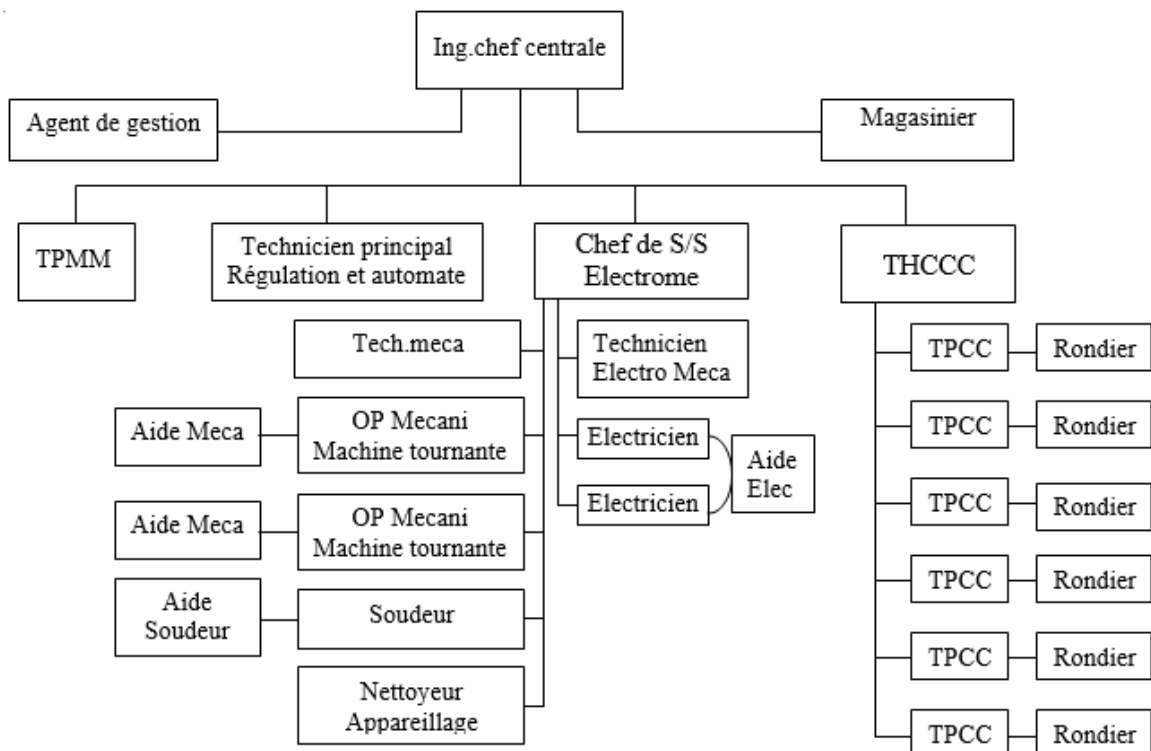 Ing.chef centrale
Agent de gestion
Magasinier
TPMM
Technicien principal
Régulation et automate
Chef de S/S
Electrome
THCCC
Tech.meca
Technicien
Electro Meca
TPCC
Rondier
Aide Meca
OP Mecani
Machine tournante
Electricien
Aide
Elec
TPCC
Rondier
Electricien
Aide Meca
OP Mecani
Machine tournante
TPCC
Rondier
Aide
Soudeur
Soudeur
TPCC
Rondier
TPCC
Rondier
Nettoyeur
Appareillage
TPCC
Rondier